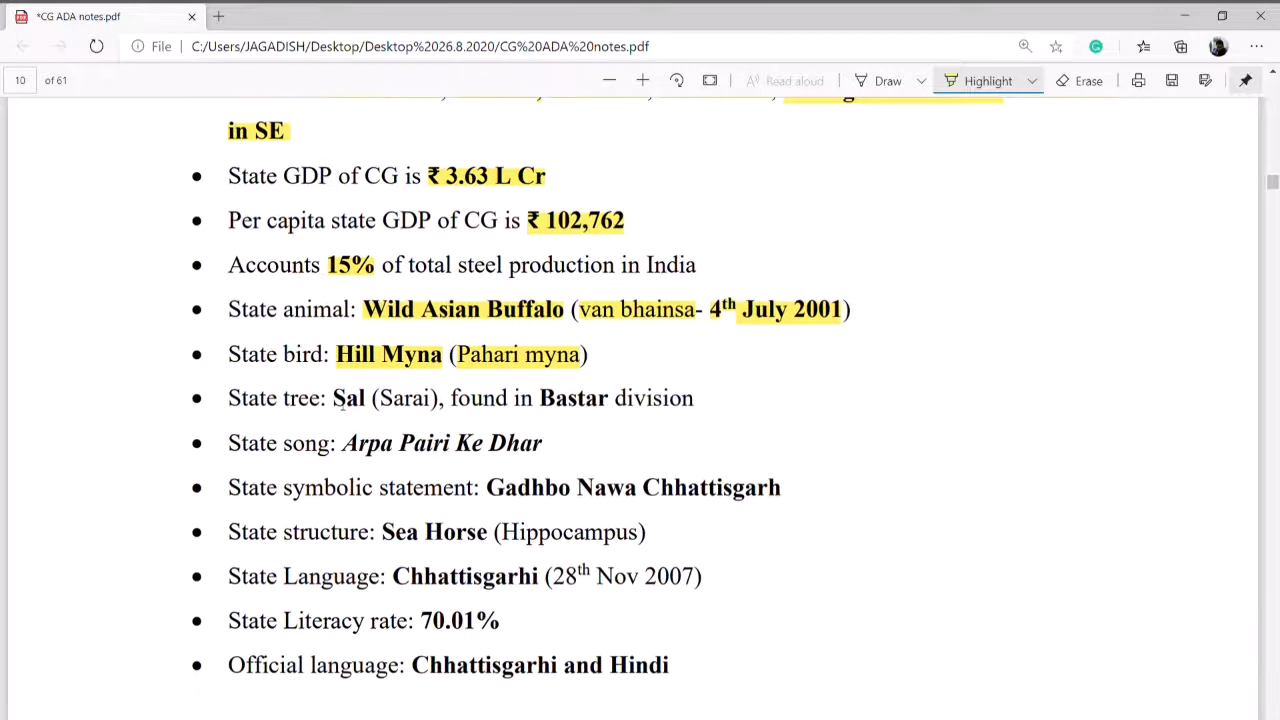 *CG ADA notes.pdf
File | C:/Users/JAGADISH/Desktop/Desktop%2026.8.2020/CG%20ADA%20notes.pdf
10 of 61 Read aloud Draw Highlight Erase
in SE
• State GDP of CG is ₹ 3.63 L Cr
• Per capita state GDP of CG is ₹ 102,762
• Accounts 15% of total steel production in India
• State animal: Wild Asian Buffalo (van bhainsa- 4th July 2001)
• State bird: Hill Myna (Pahari myna)
• State tree: Sal (Sarai), found in Bastar division
• State song: Arpa Pairi Ke Dhar
• State symbolic statement: Gadhbo Nawa Chhattisgarh
• State structure: Sea Horse (Hippocampus)
• State Language: Chhattisgarhi (28th Nov 2007)
• State Literacy rate: 70.01%
• Official language: Chhattisgarhi and Hindi